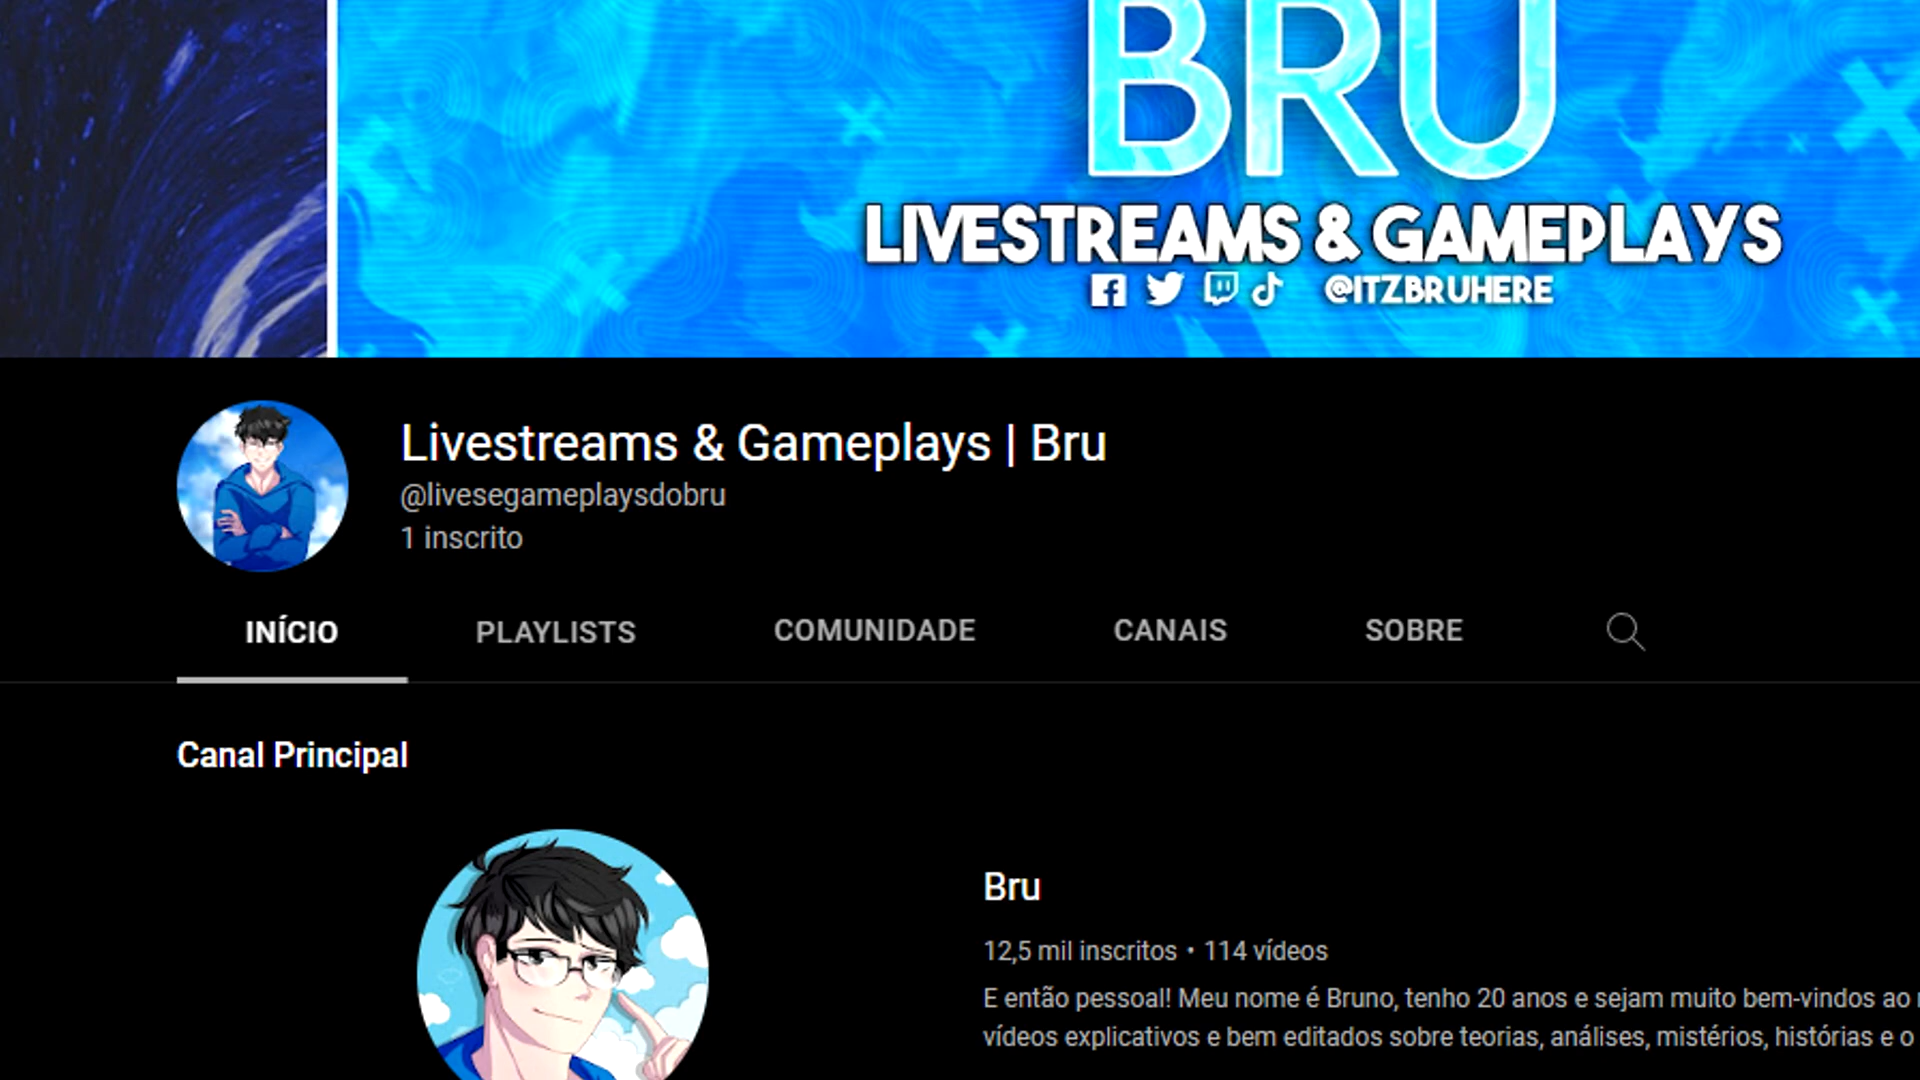 BRU
LIVESTREAMS & GAMEPLAYS
@ITZBRUHERE
Livestreams & Gameplays | Bru
@livesegameplaysdobru
1 inscrito
INÍCIO PLAYLISTS COMUNIDADE CANAIS SOBRE
Canal Principal
Bru
12,5 mil inscritos • 114 vídeos
E então pessoal! Meu nome é Bruno, tenho 20 anos e sejam muito bem-vindos ao
vídeos explicativos e bem editados sobre teorias, análises, mistérios, histórias e o